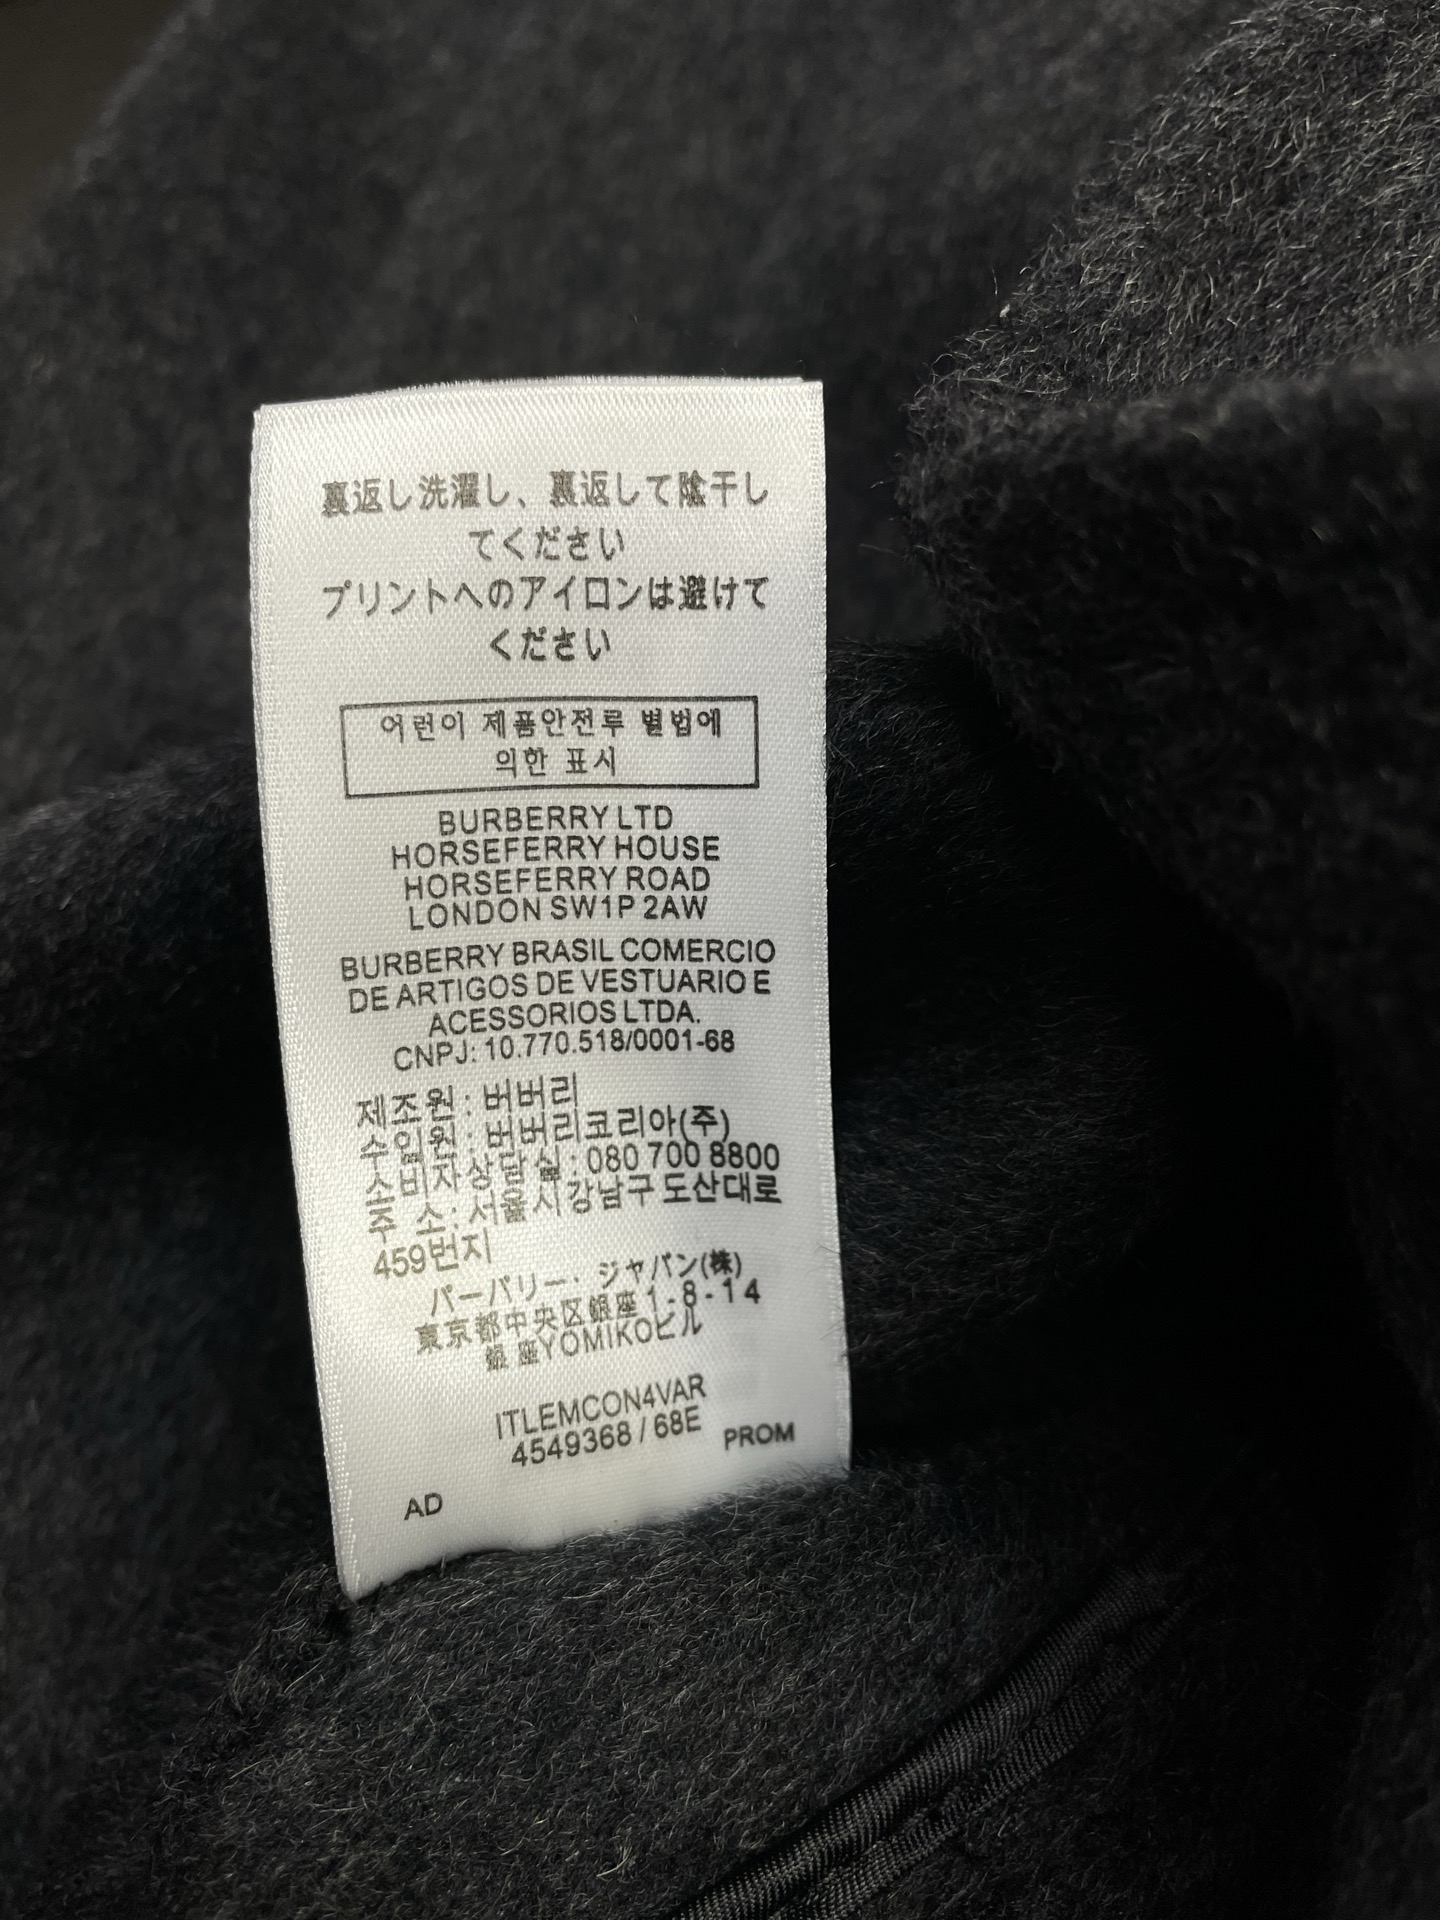 裏返し洗濯し、裏返して陰干し
てください
プリントへのアイロンは避けて
ください
어런이 제품안전루 별법에
의한 표시
BURBERRY LTD
HORSEFERRY HOUSE
HORSEFERRY ROAD
LONDON SW1P 2AW
BURBERRY BRASIL COMERCIO
DE ARTIGOS DE VESTUARIO E
ACESSORIOS LTDA.
CNPJ: 10.770.518/0001-68
제조원 : 버버리
수입원 : 버버리코리아(주)
소비자상담실 : 080 700 8800
주 소 : 서울시 강남구 도산대로
459번지
バーバリー・ジャパン(株)
東京都中央区銀座1-8-14
銀座YOMIKOビル
ITLEMCON4VAR
4549368 / 68E
PROM
AD